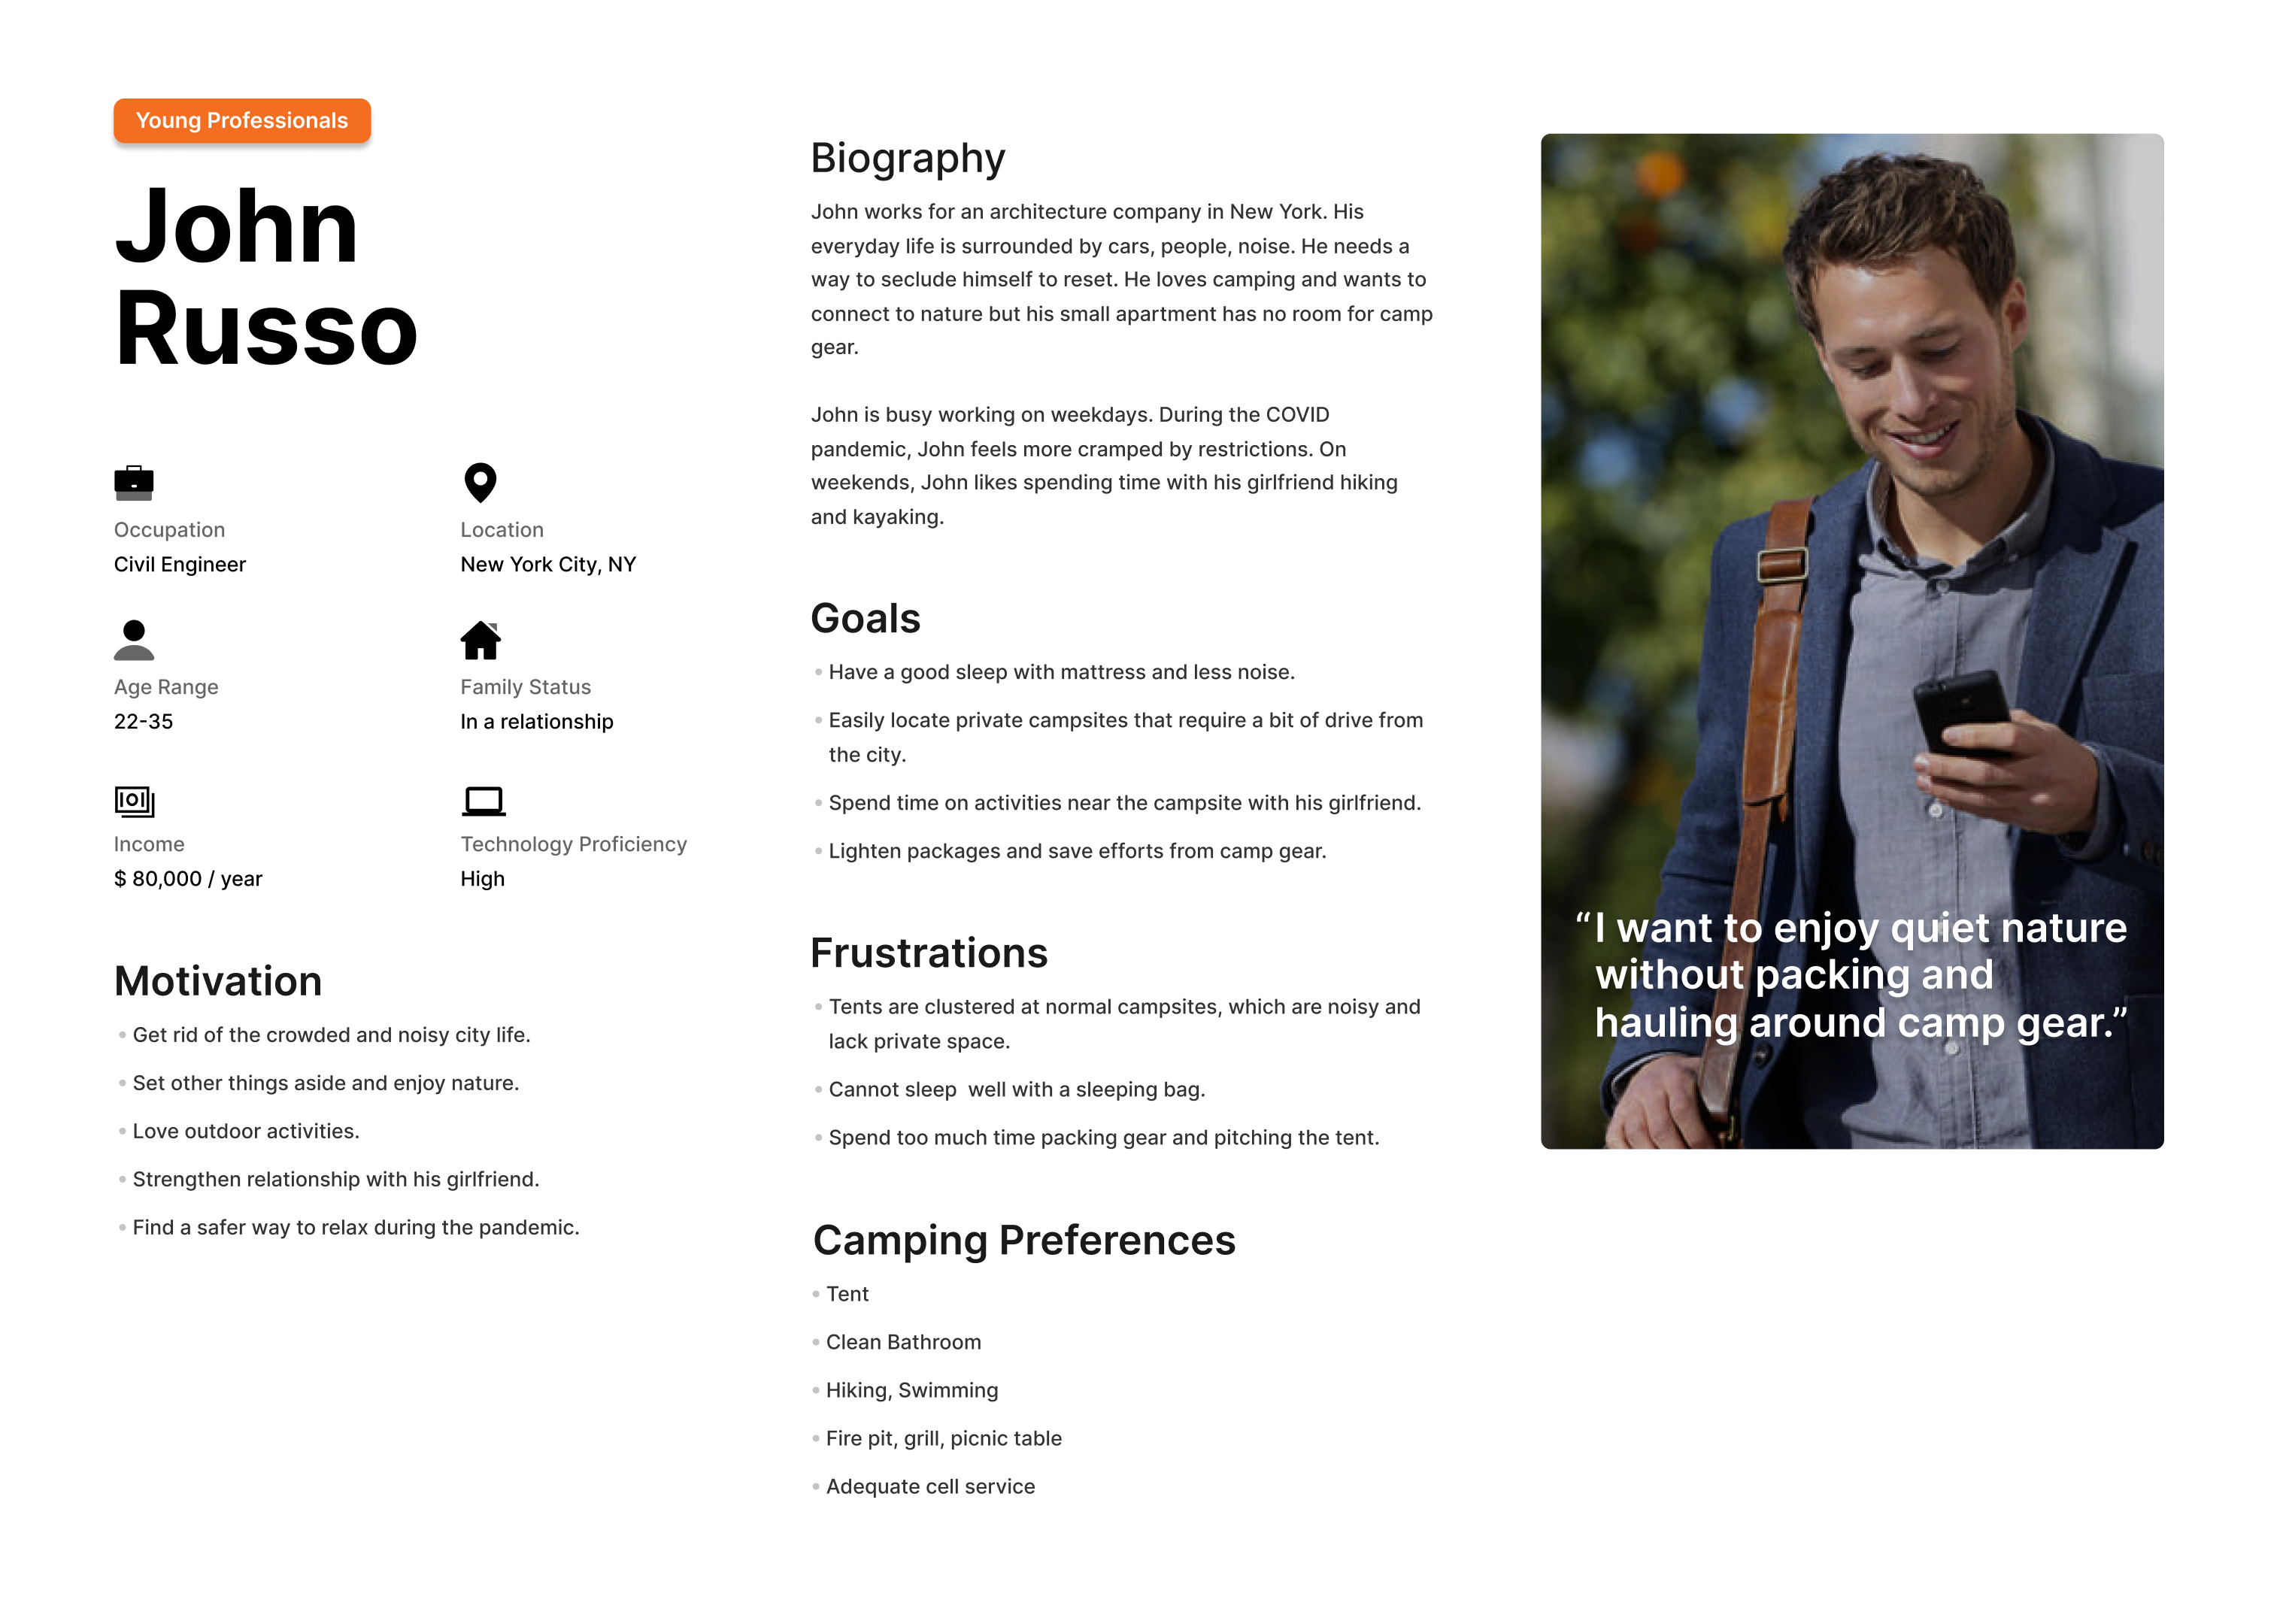 Young Professionals
John
Russo
Occupation
Civil Engineer
Location
New York City, NY
Age Range
22-35
Family Status
In a relationship
Income
$ 80,000 / year
Technology Proficiency
High
Motivation
• Get rid of the crowded and noisy city life.
• Set other things aside and enjoy nature.
• Love outdoor activities.
• Strengthen relationship with his girlfriend.
• Find a safer way to relax during the pandemic.
Biography
John works for an architecture company in New York. His
everyday life is surrounded by cars, people, noise. He needs a
way to seclude himself to reset. He loves camping and wants to
connect to nature but his small apartment has no room for camp
gear.
John is busy working on weekdays. During the COVID
pandemic, John feels more cramped by restrictions. On
weekends, John likes spending time with his girlfriend hiking
and kayaking.
Goals
• Have a good sleep with mattress and less noise.
• Easily locate private campsites that require a bit of drive from
the city.
• Spend time on activities near the campsite with his girlfriend.
• Lighten packages and save efforts from camp gear.
Frustrations
• Tents are clustered at normal campsites, which are noisy and
lack private space.
• Cannot sleep  well with a sleeping bag.
• Spend too much time packing gear and pitching the tent.
Camping Preferences
• Tent
• Clean Bathroom
• Hiking, Swimming
• Fire pit, grill, picnic table
• Adequate cell service
“I want to enjoy quiet nature
without packing and
hauling around camp gear.”